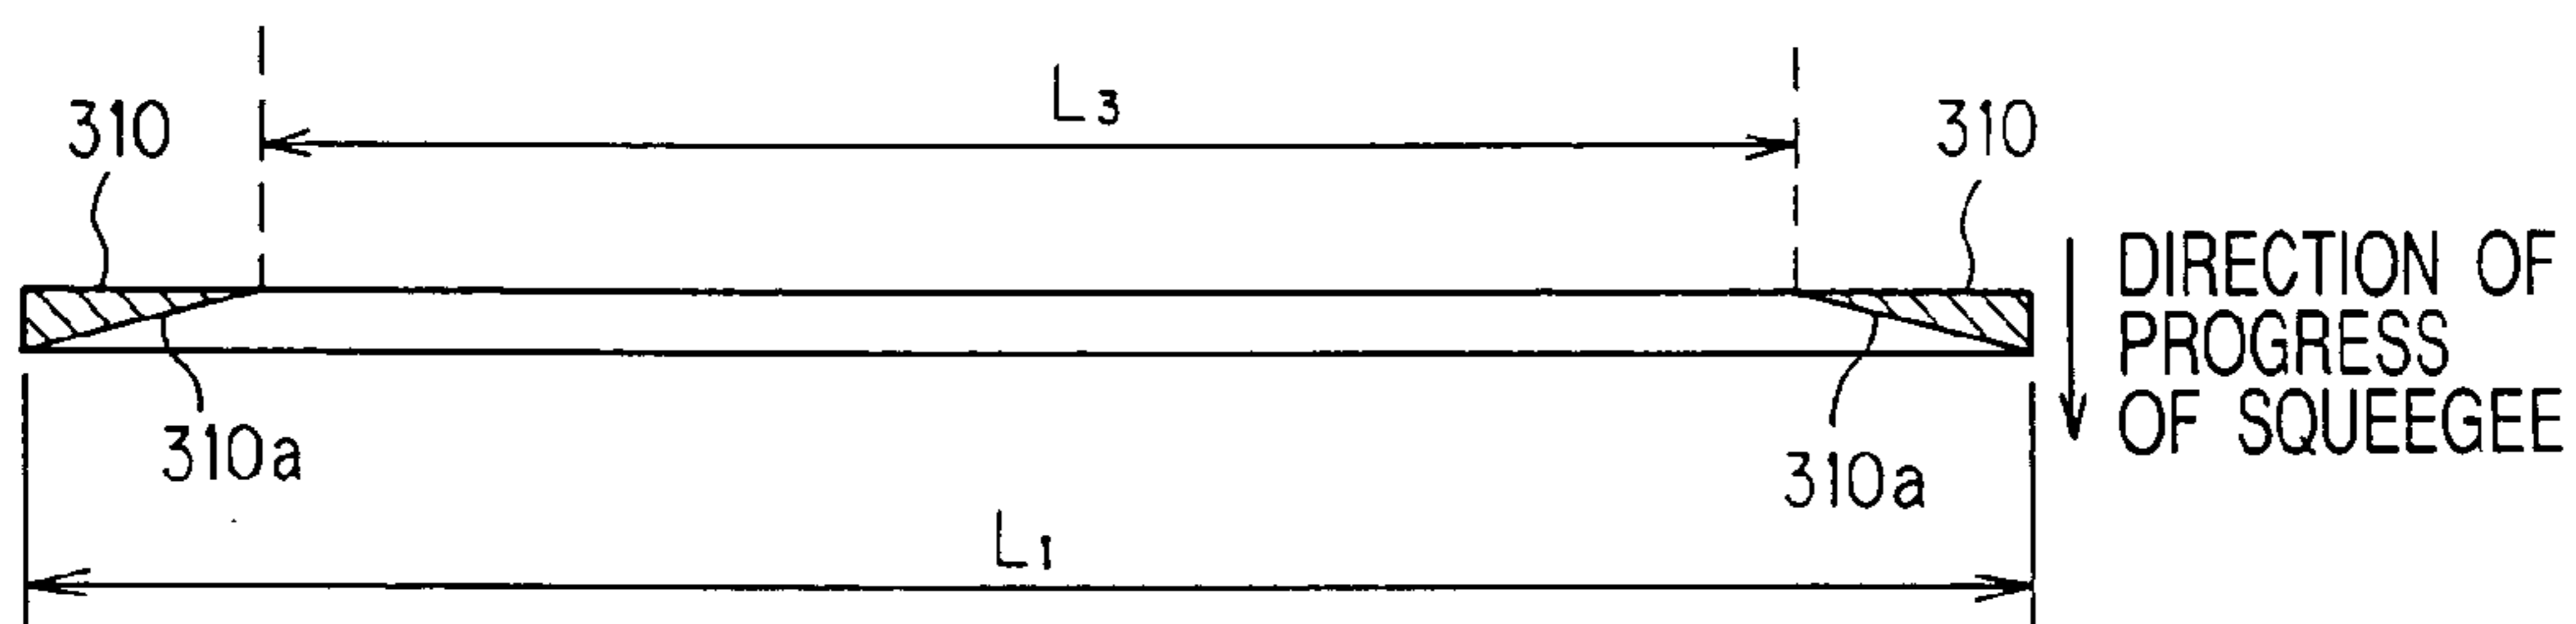 L3
310
310
DIRECTION OF
PROGRESS
OF SQUEEGEE
310a
310a
L1